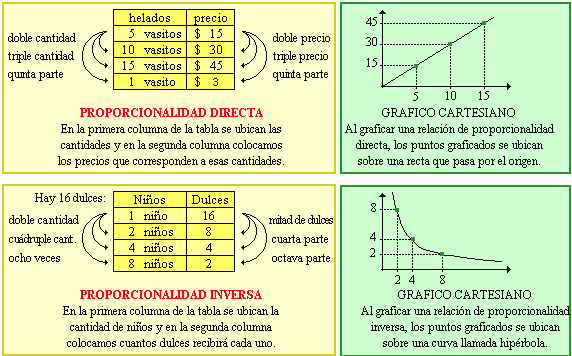 helados precio
doble cantidad
triple cantidad
qunta parte
5 vasitos $ 15
10 vasitos $ 30
15 vasitos $ 45
1 vasito $ 3
doble precio
triple precio
quinta parte
PROPORCIONALIDAD DIRECTA
En la primera columna de la tabla se ubican las
cantidades y en la segunda columna colocamos
los precios que corresponden a esas cantidades.
45
30
15
5 10 15
GRAFICO CARTESIANO
Al graficar una relación de proporcionalidad
directa, los puntos graficados se ubican
sobre una recta que pasa por el origen.
Hay 16 dulces:
Niños Dulces
doble cantidad
cuádruple cant.
ocho veces
1 niño 16
2 niños 8
4 niños 4
8 niños 2
mitad de dulces
cuarta parte
octava parte
PROPORCIONALIDAD INVERSA
En la primera columna de la tabla se ubican la
cantidad de niños y en la segunda columna
colocamos cuantos dulces recibirá cada uno.
8
4
2
2 4 8
GRAFICO CARTESIANO
Al graficar una relación de proporcionalidad
inversa, los puntos graficados se ubican
sobre una curva llamada hipérbola.